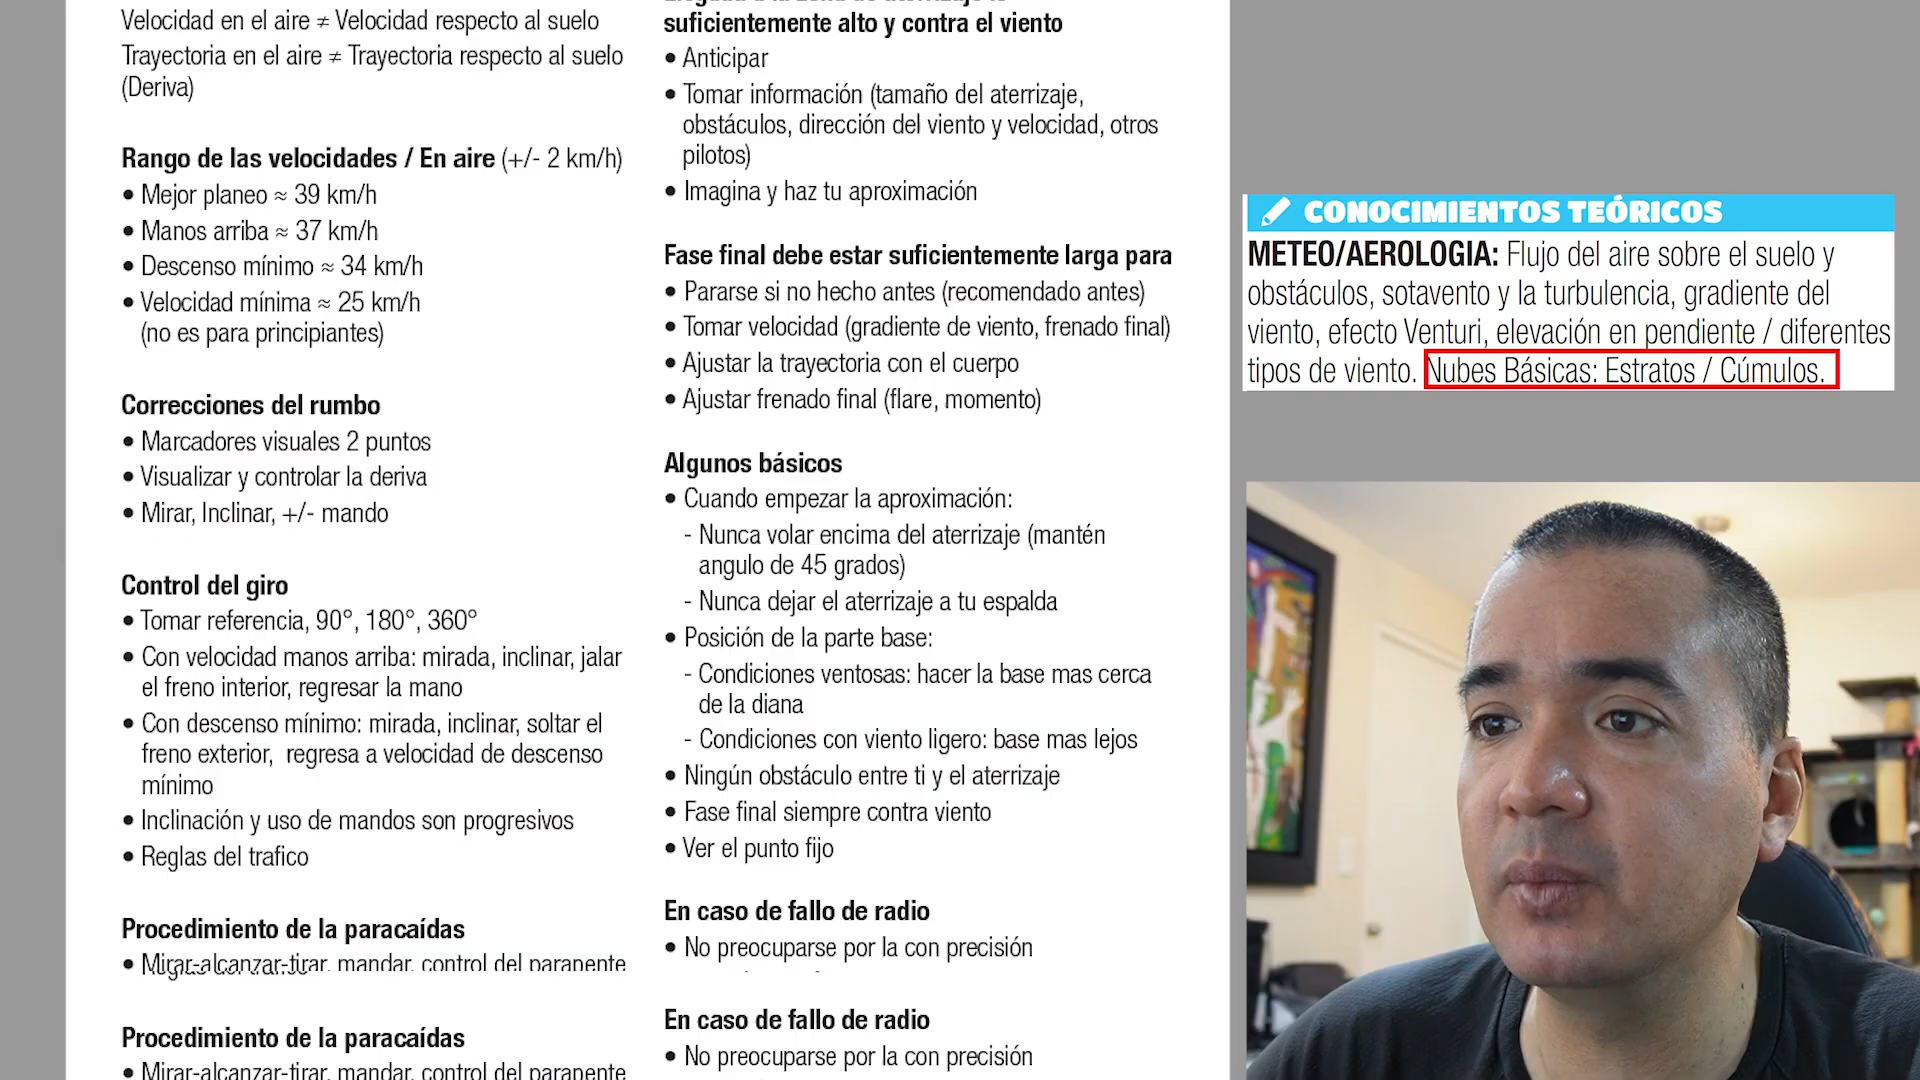 Velocidad en el aire ≠ Velocidad respecto al suelo
Trayectoria en el aire ≠ Trayectoria respecto al suelo
(Deriva)
Rango de las velocidades / En aire (+/- 2 km/h)
• Mejor planeo ≈ 39 km/h
• Manos arriba ≈ 37 km/h
• Descenso mínimo ≈ 34 km/h
• Velocidad mínima ≈ 25 km/h
(no es para principiantes)
Correcciones del rumbo
• Marcadores visuales 2 puntos
• Visualizar y controlar la deriva
• Mirar, Inclinar, +/- mando
Control del giro
• Tomar referencia, 90°, 180°, 360°
• Con velocidad manos arriba: mirada, inclinar, jalar
el freno interior, regresar la mano
• Con descenso mínimo: mirada, inclinar, soltar el
freno exterior, regresa a velocidad de descenso
mínimo
• Inclinación y uso de mandos son progresivos
• Reglas del trafico
Procedimiento de la paracaídas
• Mirar-alcanzar-tirar, mandar, control del parapente
Procedimiento de la paracaídas
• Mirar-alcanzar-tirar, mandar, control del parapente
suficientemente alto y contra el viento
• Anticipar
• Tomar información (tamaño del aterrizaje,
obstáculos, dirección del viento y velocidad, otros
pilotos)
• Imagina y haz tu aproximación
Fase final debe estar suficientemente larga para
• Pararse si no hecho antes (recomendado antes)
• Tomar velocidad (gradiente de viento, frenado final)
• Ajustar la trayectoria con el cuerpo
• Ajustar frenado final (flare, momento)
Algunos básicos
• Cuando empezar la aproximación:
- Nunca volar encima del aterrizaje (mantén
angulo de 45 grados)
- Nunca dejar el aterrizaje a tu espalda
• Posición de la parte base:
- Condiciones ventosas: hacer la base mas cerca
de la diana
- Condiciones con viento ligero: base mas lejos
• Ningún obstáculo entre ti y el aterrizaje
• Fase final siempre contra viento
• Ver el punto fijo
En caso de fallo de radio
• No preocuparse por la con precisión
En caso de fallo de radio
• No preocuparse por la con precisión
CONOCIMIENTOS TEÓRICOS
METEO/AEROLOGIA: Flujo del aire sobre el suelo y
obstáculos, sotavento y la turbulencia, gradiente del
viento, efecto Venturi, elevación en pendiente / diferentes
tipos de viento. Nubes Básicas: Estratos / Cúmulos.